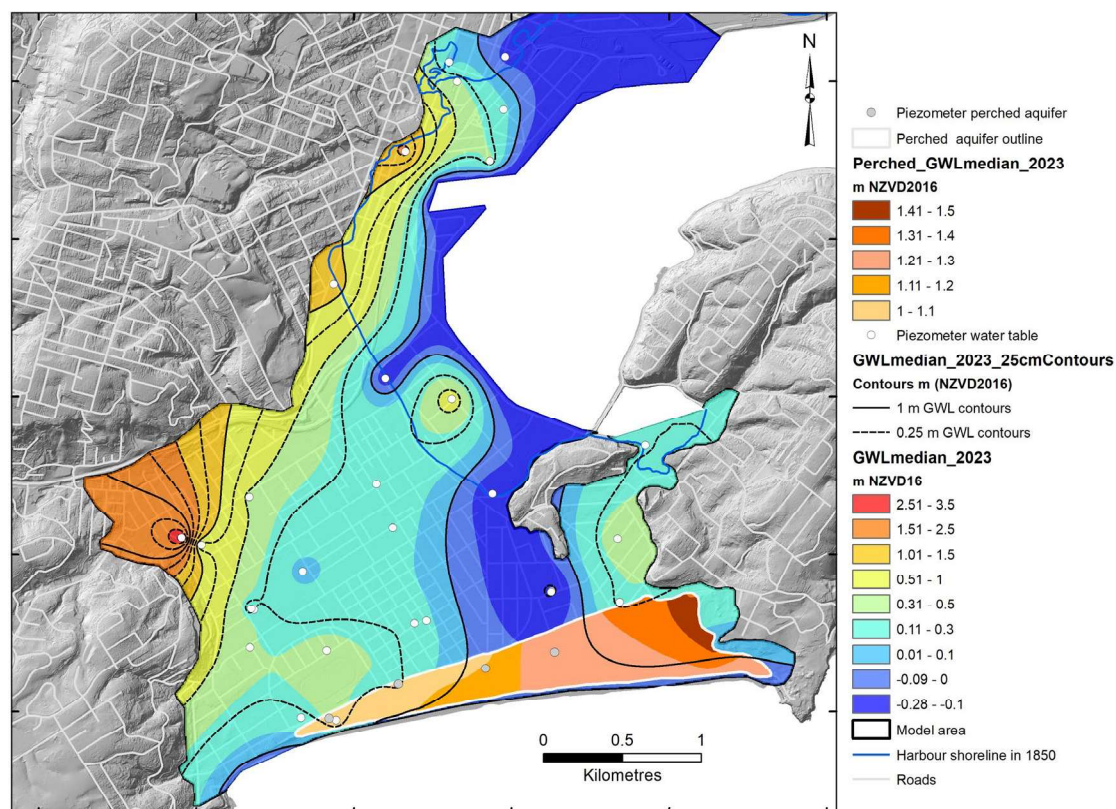 N
0 0.5 1
Kilometres
Piezometer perched aquifer
Perched aquifer outline
Perched_GWLmedian_2023
m NZVD2016
1.41 - 1.5
1.31 - 1.4
1.21 - 1.3
1.11 - 1.2
1 - 1.1
Piezometer water table
GWLmedian_2023_25cmContours
Contours m (NZVD2016)
1 m GWL contours
0.25 m GWL contours
GWLmedian_2023
m NZVD16
2.51 - 3.5
1.51 - 2.5
1.01 - 1.5
0.51 - 1
0.31 - 0.5
0.11 - 0.3
0.01 - 0.1
-0.09 - 0
-0.28 - -0.1
Model area
Harbour shoreline in 1850
Roads